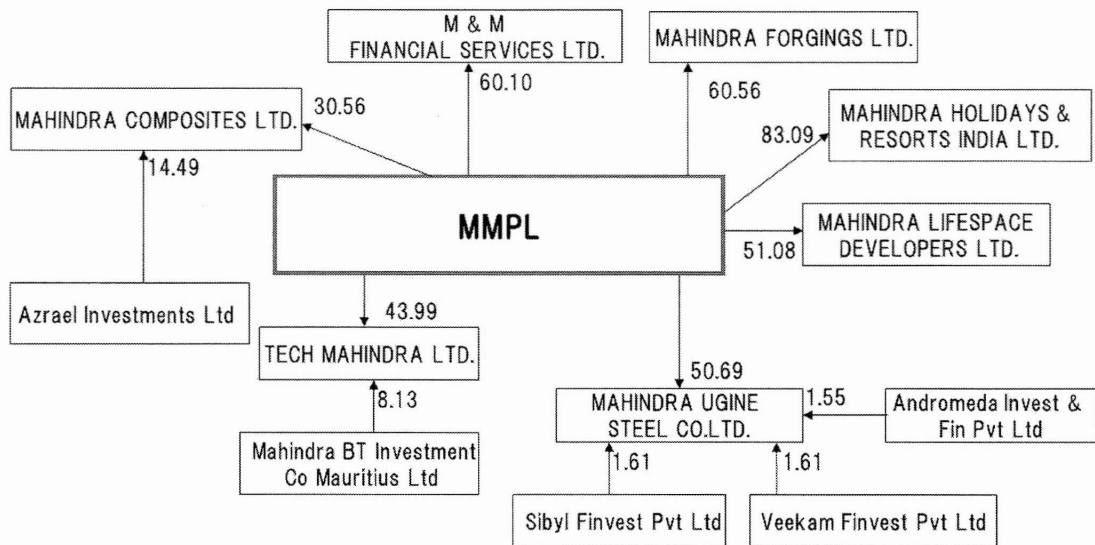 M & M
FINANCIAL SERVICES LTD.
MAHINDRA FORGINGS LTD.
60.10
60.56
30.56
MAHINDRA COMPOSITES LTD.
MAHINDRA HOLIDAYS &
RESORTS INDIA LTD.
83.09
14.49
MMPL
MAHINDRA LIFESPACE
DEVELOPERS LTD.
51.08
Azrael Investments Ltd
43.99
TECH MAHINDRA LTD.
50.69
8.13
MAHINDRA UGINE
STEEL CO.LTD.
1.55
Andromeda Invest &
Fin Pvt Ltd
Mahindra BT Investment
Co Mauritius Ltd
1.61
1.61
Sibyl Finvest Pvt Ltd
Veekam Finvest Pvt Ltd